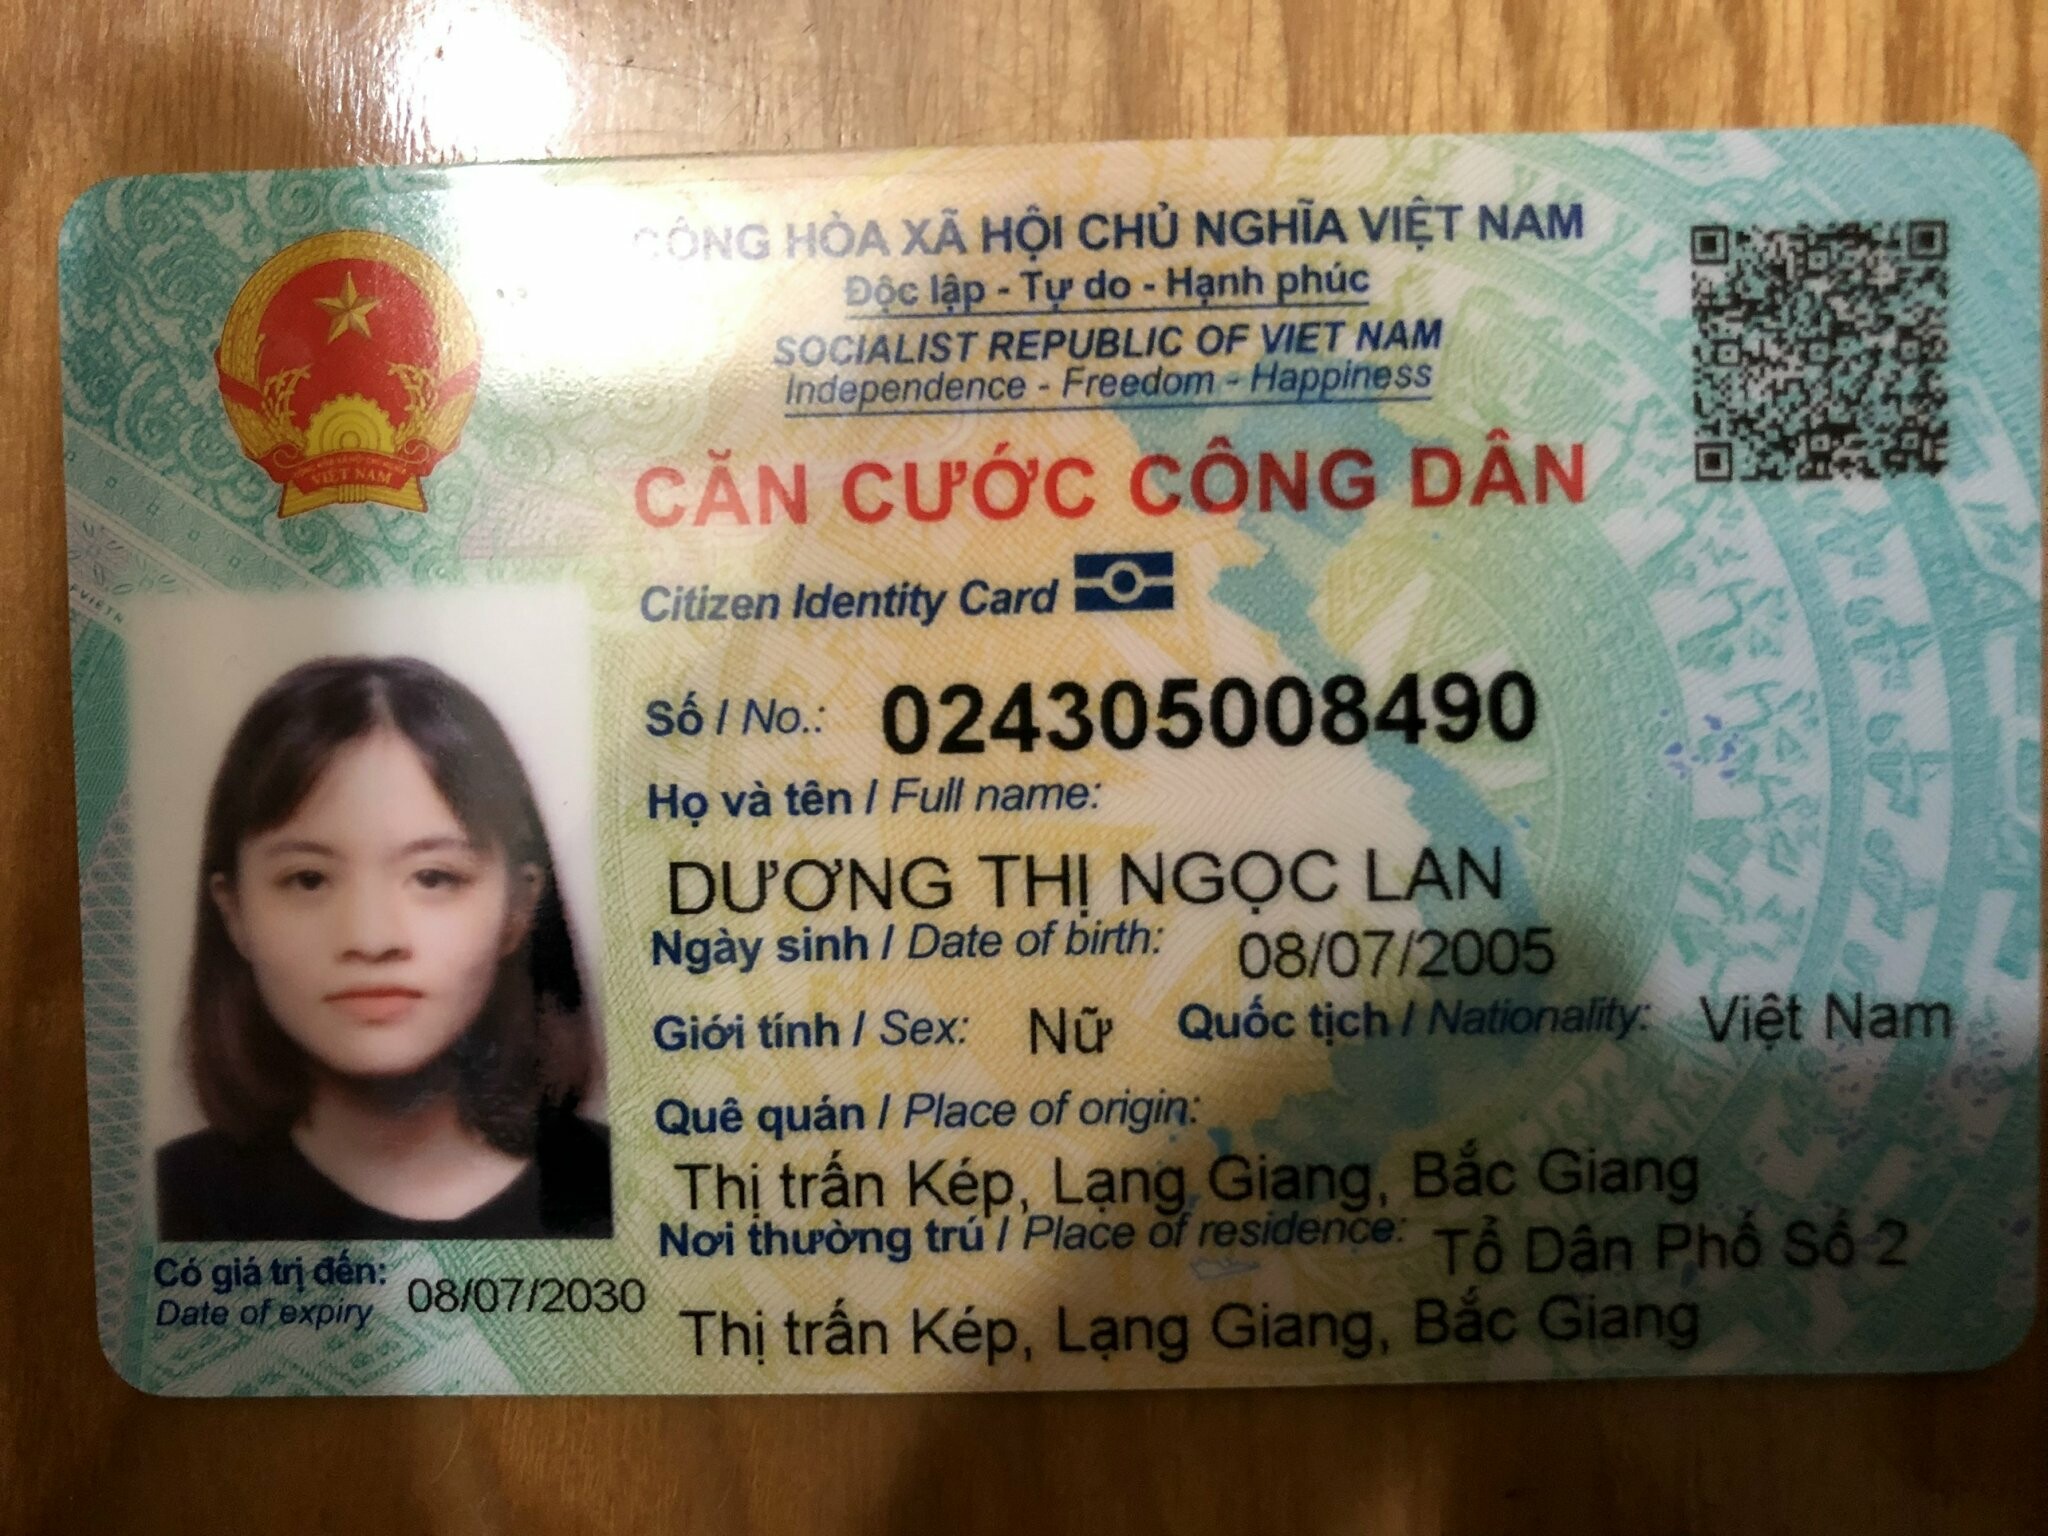 CÔNG HÒA XÃ HỘI CHỦ NGHĨA VIỆT NAM
Độc lập - Tự do - Hạnh phúc
SOCIALIST REPUBLIC OF VIET NAM
Independence - Freedom - Happiness
CĂN CƯỚC CÔNG DÂN
Citizen Identity Card
VIỆT NAM
Số / No.: 024305008490
Họ và tên / Full name:
DƯƠNG THỊ NGỌC LAN
Ngày sinh / Date of birth: 08/07/2005
Giới tính / Sex: Nữ Quốc tịch / Nationality: Việt Nam
Quê quán / Place of origin:
Thị trấn Kép, Lạng Giang, Bắc Giang
Nơi thường trú / Place of residence: Tổ Dân Phố Số 2
Thị trấn Kép, Lạng Giang, Bắc Giang
Có giá trị đến: 08/07/2030
Date of expiry